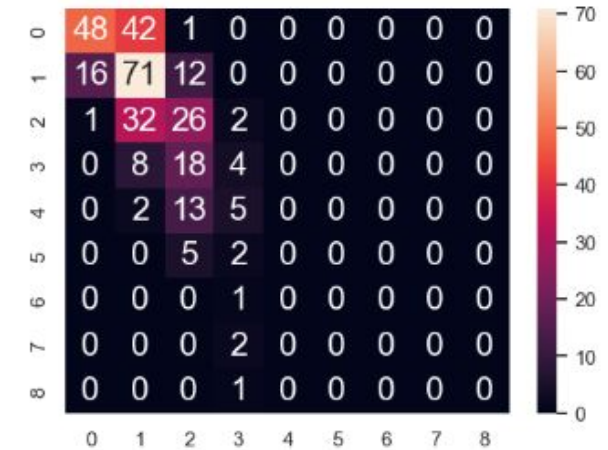 0 48 42 1 0 0 0 0 0 0
1 16 71 12 0 0 0 0 0 0
2 1 32 26 2 0 0 0 0 0
3 0 8 18 4 0 0 0 0 0
4 0 2 13 5 0 0 0 0 0
5 0 0 5 2 0 0 0 0 0
6 0 0 0 1 0 0 0 0 0
7 0 0 0 2 0 0 0 0 0
8 0 0 0 1 0 0 0 0 0
0 1 2 3 4 5 6 7 8
70
60
50
40
30
20
10
0